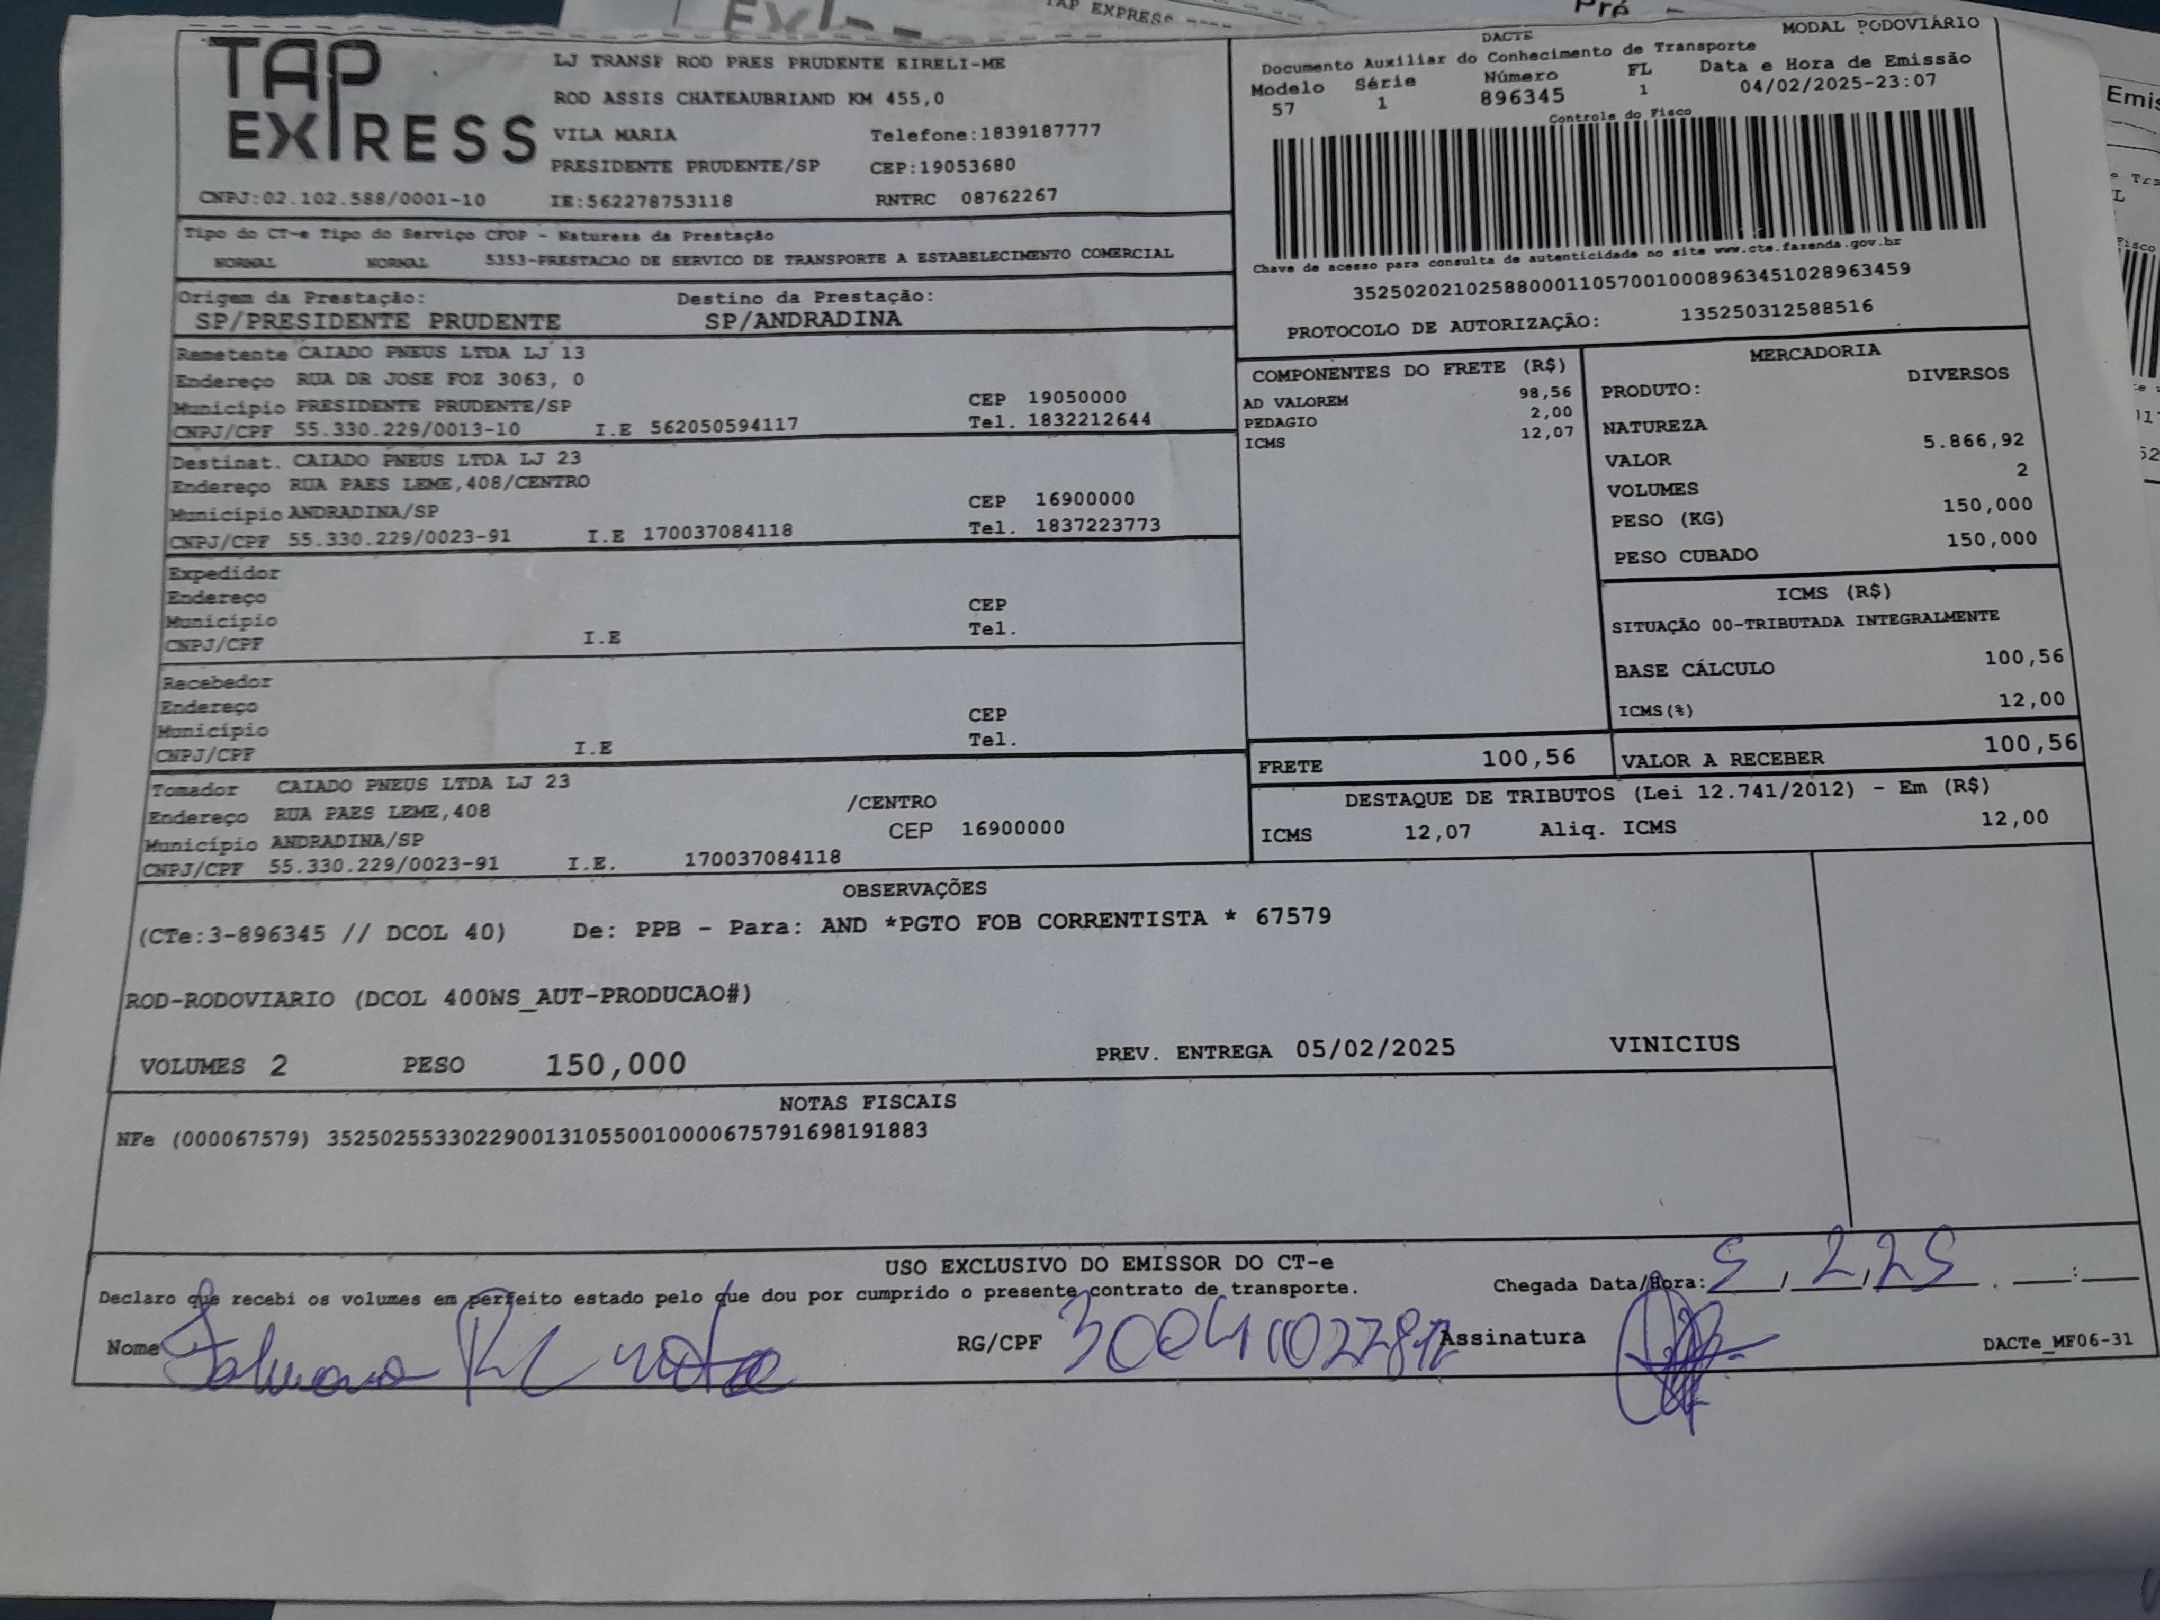 TAP EXPRESS
TAP EXPRESS
LJ TRANSF ROD PRES PRUDENTE EIRELI-ME
ROD ASSIS CHATEAUBRIAND KM 455,0
VILA MARIA Telefone:1839187777
PRESIDENTE PRUDENTE/SP CEP:19053680
CNPJ:02.102.588/0001-10 IE:562278753118 RNTRC 08762267
Tipo do CT-e Tipo do Serviço CFOP - Natureza da Prestação
NORMAL NORMAL 5353-PRESTACAO DE SERVICO DE TRANSPORTE A ESTABELECIMENTO COMERCIAL
Origem da Prestação: Destino da Prestação:
SP/PRESIDENTE PRUDENTE SP/ANDRADINA
DACTE MODAL RODOVIÁRIO
Documento Auxiliar do Conhecimento de Transporte
Modelo Série Número FL Data e Hora de Emissão
57 1 896345 1 04/02/2025-23:07
Controle do Fisco
Chave de acesso para consulta de autenticidade no site www.cte.fazenda.gov.br
35250202102588000110570010008963451028963459
PROTOCOLO DE AUTORIZAÇÃO: 135250312588516
Remetente CAIADO PNEUS LTDA LJ 13
Endereço RUA DR JOSE FOZ 3063, 0
Município PRESIDENTE PRUDENTE/SP CEP 19050000
CNPJ/CPF 55.330.229/0013-10 I.E 562050594117 Tel. 1832212644
Destinat. CAIADO PNEUS LTDA LJ 23
Endereço RUA PAES LEME,408/CENTRO
Município ANDRADINA/SP CEP 16900000
CNPJ/CPF 55.330.229/0023-91 I.E 170037084118 Tel. 1837223773
Expedidor
Endereço
Município CEP
CNPJ/CPF I.E Tel.
Recebedor
Endereço
Município CEP
CNPJ/CPF I.E Tel.
Tomador CAIADO PNEUS LTDA LJ 23
Endereço RUA PAES LEME,408 /CENTRO
Município ANDRADINA/SP CEP 16900000
CNPJ/CPF 55.330.229/0023-91 I.E. 170037084118
COMPONENTES DO FRETE (R$)
AD VALOREM 98,56
PEDAGIO 2,00
ICMS 12,07
MERCADORIA
PRODUTO: DIVERSOS
NATUREZA
VALOR 5.866,92
VOLUMES 2
PESO (KG) 150,000
PESO CUBADO 150,000
ICMS (R$)
SITUAÇÃO 00-TRIBUTADA INTEGRALMENTE
BASE CÁLCULO 100,56
ICMS(%) 12,00
FRETE 100,56 VALOR A RECEBER 100,56
DESTAQUE DE TRIBUTOS (Lei 12.741/2012) - Em (R$)
ICMS 12,07 Aliq. ICMS 12,00
OBSERVAÇÕES
(CTe:3-896345 // DCOL 40) De: PPB - Para: AND *PGTO FOB CORRENTISTA * 67579
ROD-RODOVIARIO (DCOL 400NS_AUT-PRODUCAO#)
VOLUMES 2 PESO 150,000 PREV. ENTREGA 05/02/2025 VINICIUS
NOTAS FISCAIS
NFe (000067579) 35250255330229001310550010000675791698191883
USO EXCLUSIVO DO EMISSOR DO CT-e
Declaro que recebi os volumes em perfeito estado pelo que dou por cumprido o presente contrato de transporte. Chegada Data/Hora: 5/2/25 __:__
Nome RG/CPF 30040022812 Assinatura DACTe_MF06-31